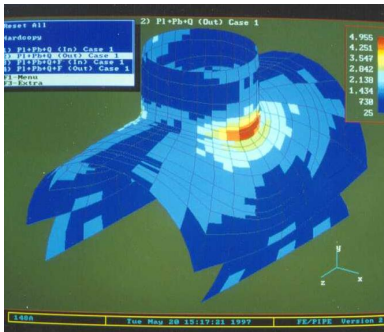 Reset All
Hardcopy
1) Pl+Pb+Q (In) Case 1
2) Pl+Pb+Q (Out) Case 1
3) Pl+Pb+Q+F (In) Case 1
4) Pl+Pb+Q+F (Out) Case 1
F1-Menu
F3-Extra
2) Pl+Pb+Q (Out) Case 1
4.955
4.251
3.547
2.842
2.138
1.434
730
25
y
z
x
148A
Tue May 20 15:17:21 1997
FE/PIPE Version 2